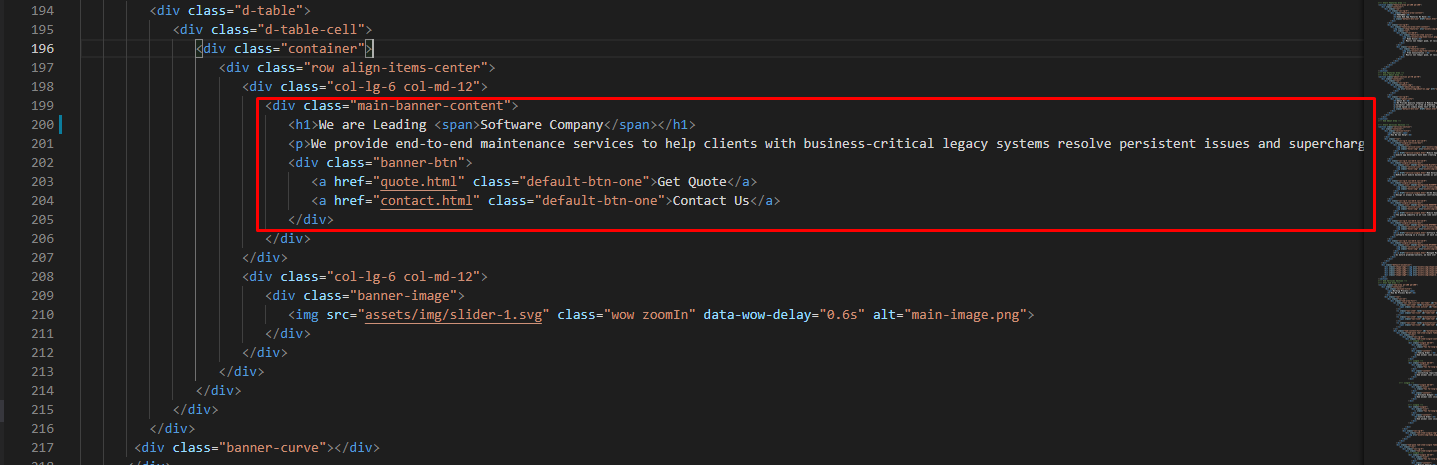 194 <div class="d-table">
195 <div class="d-table-cell">
196 <div class="container">
197 <div class="row align-items-center">
198 <div class="col-lg-6 col-md-12">
199 <div class="main-banner-content">
200 <h1>We are Leading <span>Software Company</span></h1>
201 <p>We provide end-to-end maintenance services to help clients with business-critical legacy systems resolve persistent issues and supercharg
202 <div class="banner-btn">
203 <a href="quote.html" class="default-btn-one">Get Quote</a>
204 <a href="contact.html" class="default-btn-one">Contact Us</a>
205 </div>
206 </div>
207 </div>
208 <div class="col-lg-6 col-md-12">
209 <div class="banner-image">
210 <img src="assets/img/slider-1.svg" class="wow zoomIn" data-wow-delay="0.6s" alt="main-image.png">
211 </div>
212 </div>
213 </div>
214 </div>
215 </div>
216 </div>
217 <div class="banner-curve"></div>
218 </div>